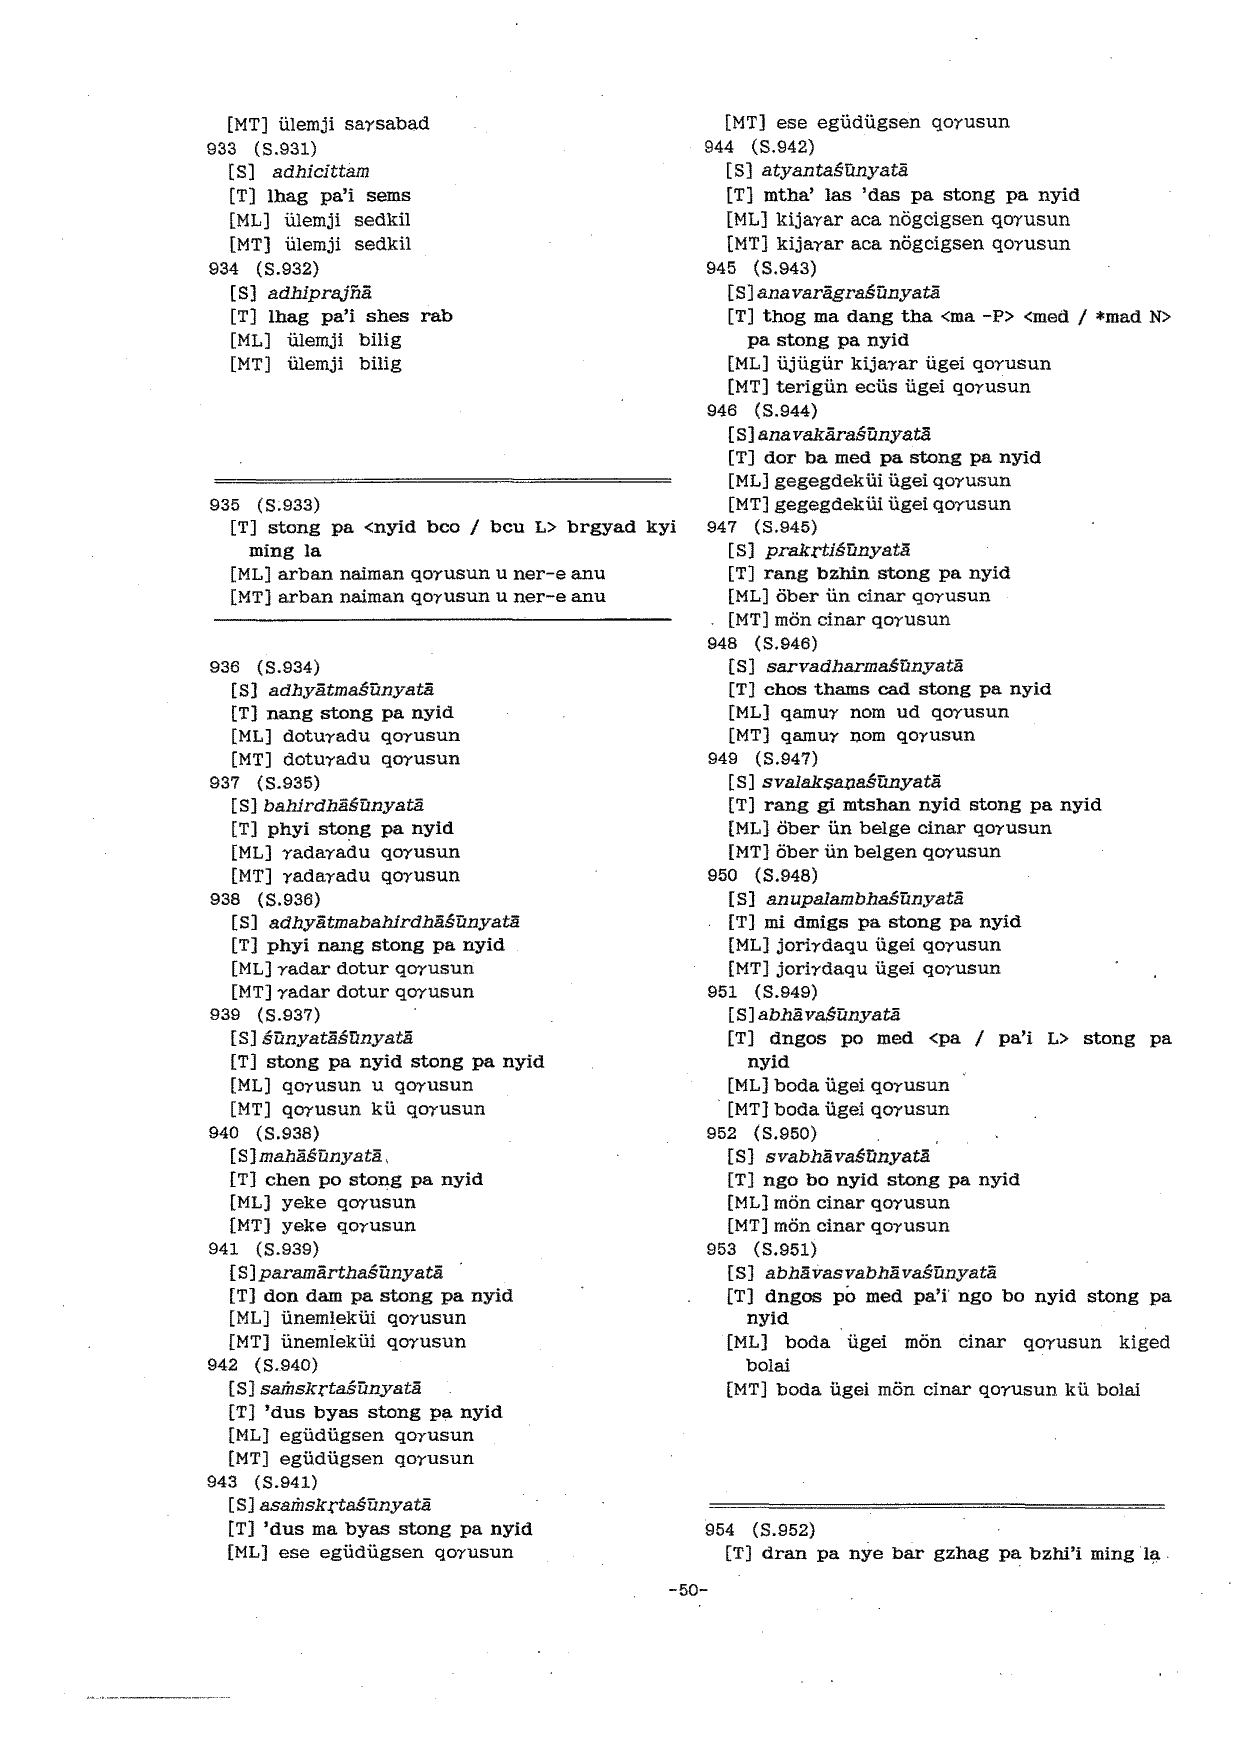 [MT] ülemji saγsabad
933 (S.931)
[S] adhicittam
[T] lhag pa'i sems
[ML] ülemji sedkil
[MT] ülemji sedkil
934 (S.932)
[S] adhiprajñā
[T] lhag pa'i shes rab
[ML] ülemji bilig
[MT] ülemji bilig
935 (S.933)
[T] stong pa <nyid bco / bcu L> brgyad kyi
ming la
[ML] arban naiman qoγusun u ner-e anu
[MT] arban naiman qoγusun u ner-e anu
936 (S.934)
[S] adhyātmaśūnyatā
[T] nang stong pa nyid
[ML] dotuγadu qoγusun
[MT] dotuγadu qoγusun
937 (S.935)
[S] bahirdhāśūnyatā
[T] phyi stong pa nyid
[ML] γadaγadu qoγusun
[MT] γadaγadu qoγusun
938 (S.936)
[S] adhyātmabahirdhāśūnyatā
[T] phyi nang stong pa nyid
[ML] γadar dotur qoγusun
[MT] γadar dotur qoγusun
939 (S.937)
[S] śūnyatāśūnyatā
[T] stong pa nyid stong pa nyid
[ML] qoγusun u qoγusun
[MT] qoγusun kü qoγusun
940 (S.938)
[S] mahāśūnyatā
[T] chen po stong pa nyid
[ML] yeke qoγusun
[MT] yeke qoγusun
941 (S.939)
[S] paramārthaśūnyatā
[T] don dam pa stong pa nyid
[ML] ünemleküi qoγusun
[MT] ünemleküi qoγusun
942 (S.940)
[S] saṁskṛtaśūnyatā
[T] 'dus byas stong pa nyid
[ML] egüdügsen qoγusun
[MT] egüdügsen qoγusun
943 (S.941)
[S] asaṁskṛtaśūnyatā
[T] 'dus ma byas stong pa nyid
[ML] ese egüdügsen qoγusun
[MT] ese egüdügsen qoγusun
944 (S.942)
[S] atyantaśūnyatā
[T] mtha' las 'das pa stong pa nyid
[ML] kijaγar aca nögcigsen qoγusun
[MT] kijaγar aca nögcigsen qoγusun
945 (S.943)
[S] anavarāgraśūnyatā
[T] thog ma dang tha <ma -P> <med / *mad N>
pa stong pa nyid
[ML] üjügür kijaγar ügei qoγusun
[MT] terigün ecüs ügei qoγusun
946 (S.944)
[S] anavakāraśūnyatā
[T] dor ba med pa stong pa nyid
[ML] gegegdeküi ügei qoγusun
[MT] gegegdeküi ügei qoγusun
947 (S.945)
[S] prakṛtiśūnyatā
[T] rang bzhin stong pa nyid
[ML] öber ün cinar qoγusun
[MT] mön cinar qoγusun
948 (S.946)
[S] sarvadharmaśūnyatā
[T] chos thams cad stong pa nyid
[ML] qamuγ nom ud qoγusun
[MT] qamuγ nom qoγusun
949 (S.947)
[S] svalakṣaṇaśūnyatā
[T] rang gi mtshan nyid stong pa nyid
[ML] öber ün belge cinar qoγusun
[MT] öber ün belgen qoγusun
950 (S.948)
[S] anupalambhaśūnyatā
[T] mi dmigs pa stong pa nyid
[ML] joriγdaqu ügei qoγusun
[MT] joriγdaqu ügei qoγusun
951 (S.949)
[S] abhāvaśūnyatā
[T] dngos po med <pa / pa'i L> stong pa
nyid
[ML] boda ügei qoγusun
[MT] boda ügei qoγusun
952 (S.950)
[S] svabhāvaśūnyatā
[T] ngo bo nyid stong pa nyid
[ML] mön cinar qoγusun
[MT] mön cinar qoγusun
953 (S.951)
[S] abhāvasvabhāvaśūnyatā
[T] dngos po med pa'i ngo bo nyid stong pa
nyid
[ML] boda ügei mön cinar qoγusun kiged
bolai
[MT] boda ügei mön cinar qoγusun kü bolai
954 (S.952)
[T] dran pa nye bar gzhag pa bzhi'i ming la
-50-